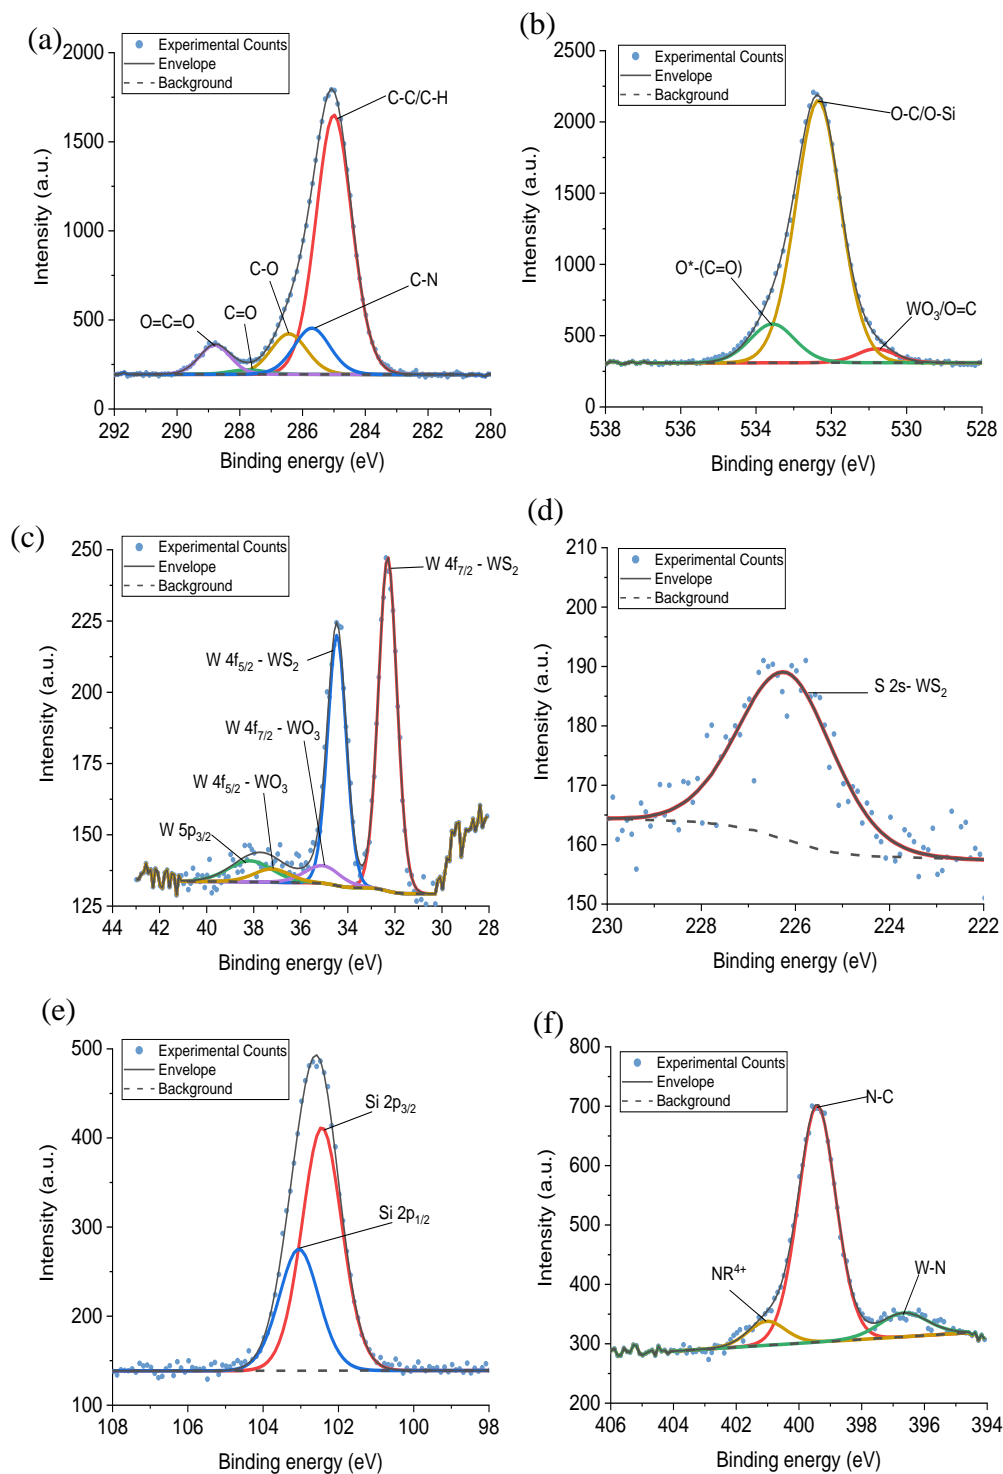 (a)
Experimental Counts
Envelope
Background
2000
1500
1000
500
0
Intensity (a.u.)
C-C/C-H
C-O
C-N
C=O
O=C=O
292 290 288 286 284 282 280
Binding energy (eV)
(b)
Experimental Counts
Envelope
Background
2500
2000
1500
1000
500
0
Intensity (a.u.)
O-C/O-Si
O*-(C=O)
WO3/O=C
538 536 534 532 530 528
Binding energy (eV)
(c)
Experimental Counts
Envelope
Background
250
225
200
175
150
125
Intensity (a.u.)
W 4f7/2 - WS2
W 4f5/2 - WS2
W 4f7/2 - WO3
W 4f5/2 - WO3
W 5p3/2
44 42 40 38 36 34 32 30 28
Binding energy (eV)
(d)
Experimental Counts
Envelope
Background
210
200
190
180
170
160
150
Intensity (a.u.)
S 2s- WS2
230 228 226 224 222
Binding energy (eV)
(e)
Experimental Counts
Envelope
Background
500
400
300
200
100
Intensity (a.u.)
Si 2p3/2
Si 2p1/2
108 106 104 102 100 98
Binding energy (eV)
(f)
Experimental Counts
Envelope
Background
800
700
600
500
400
300
200
Intensity (a.u.)
N-C
NR4+
W-N
406 404 402 400 398 396 394
Binding energy (eV)